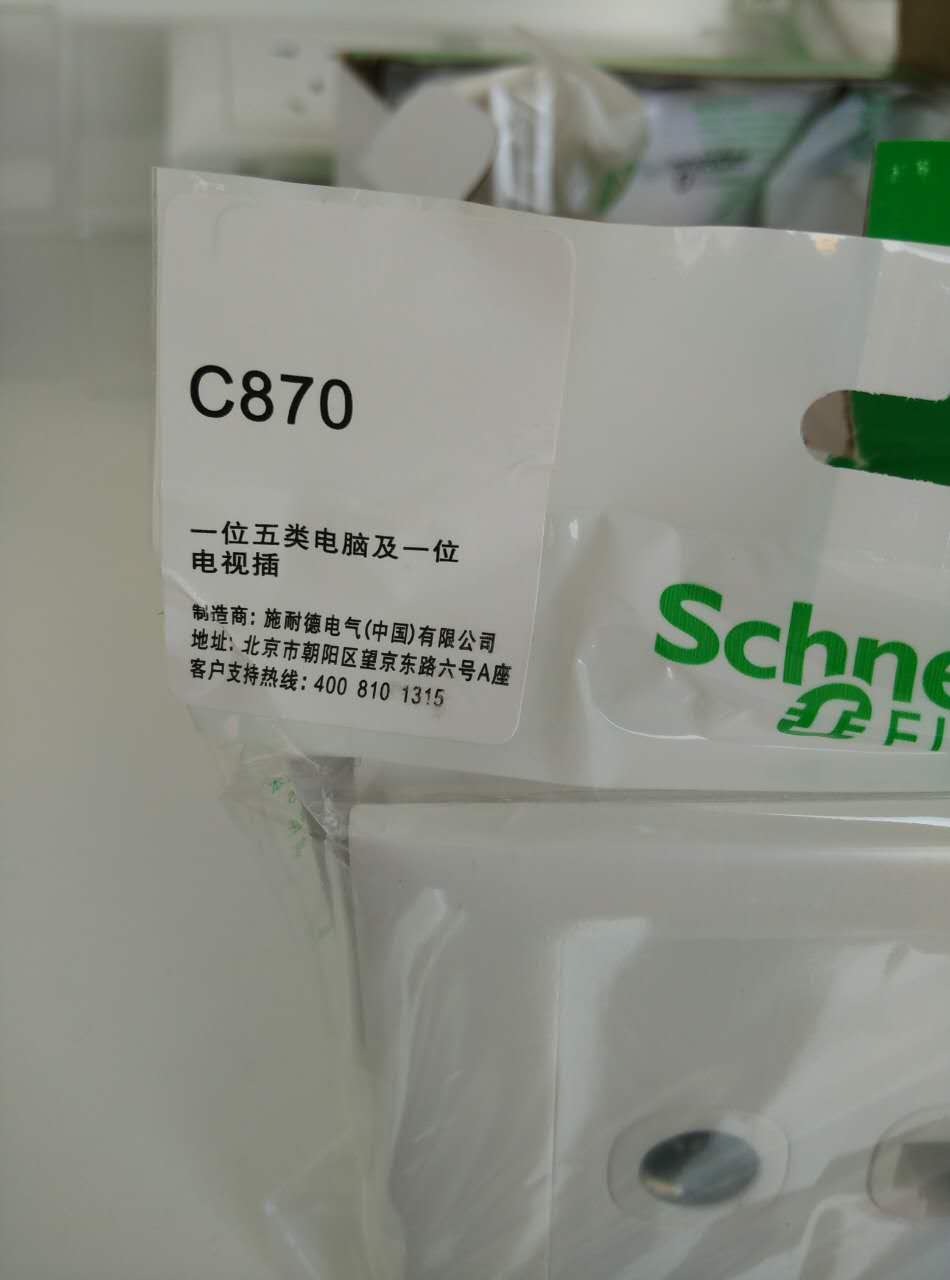 C870
一位五类电脑及一位
电视插
制造商: 施耐德电气(中国)有限公司
地址: 北京市朝阳区望京东路六号A座
客户支持热线: 400 810 1315
Schne